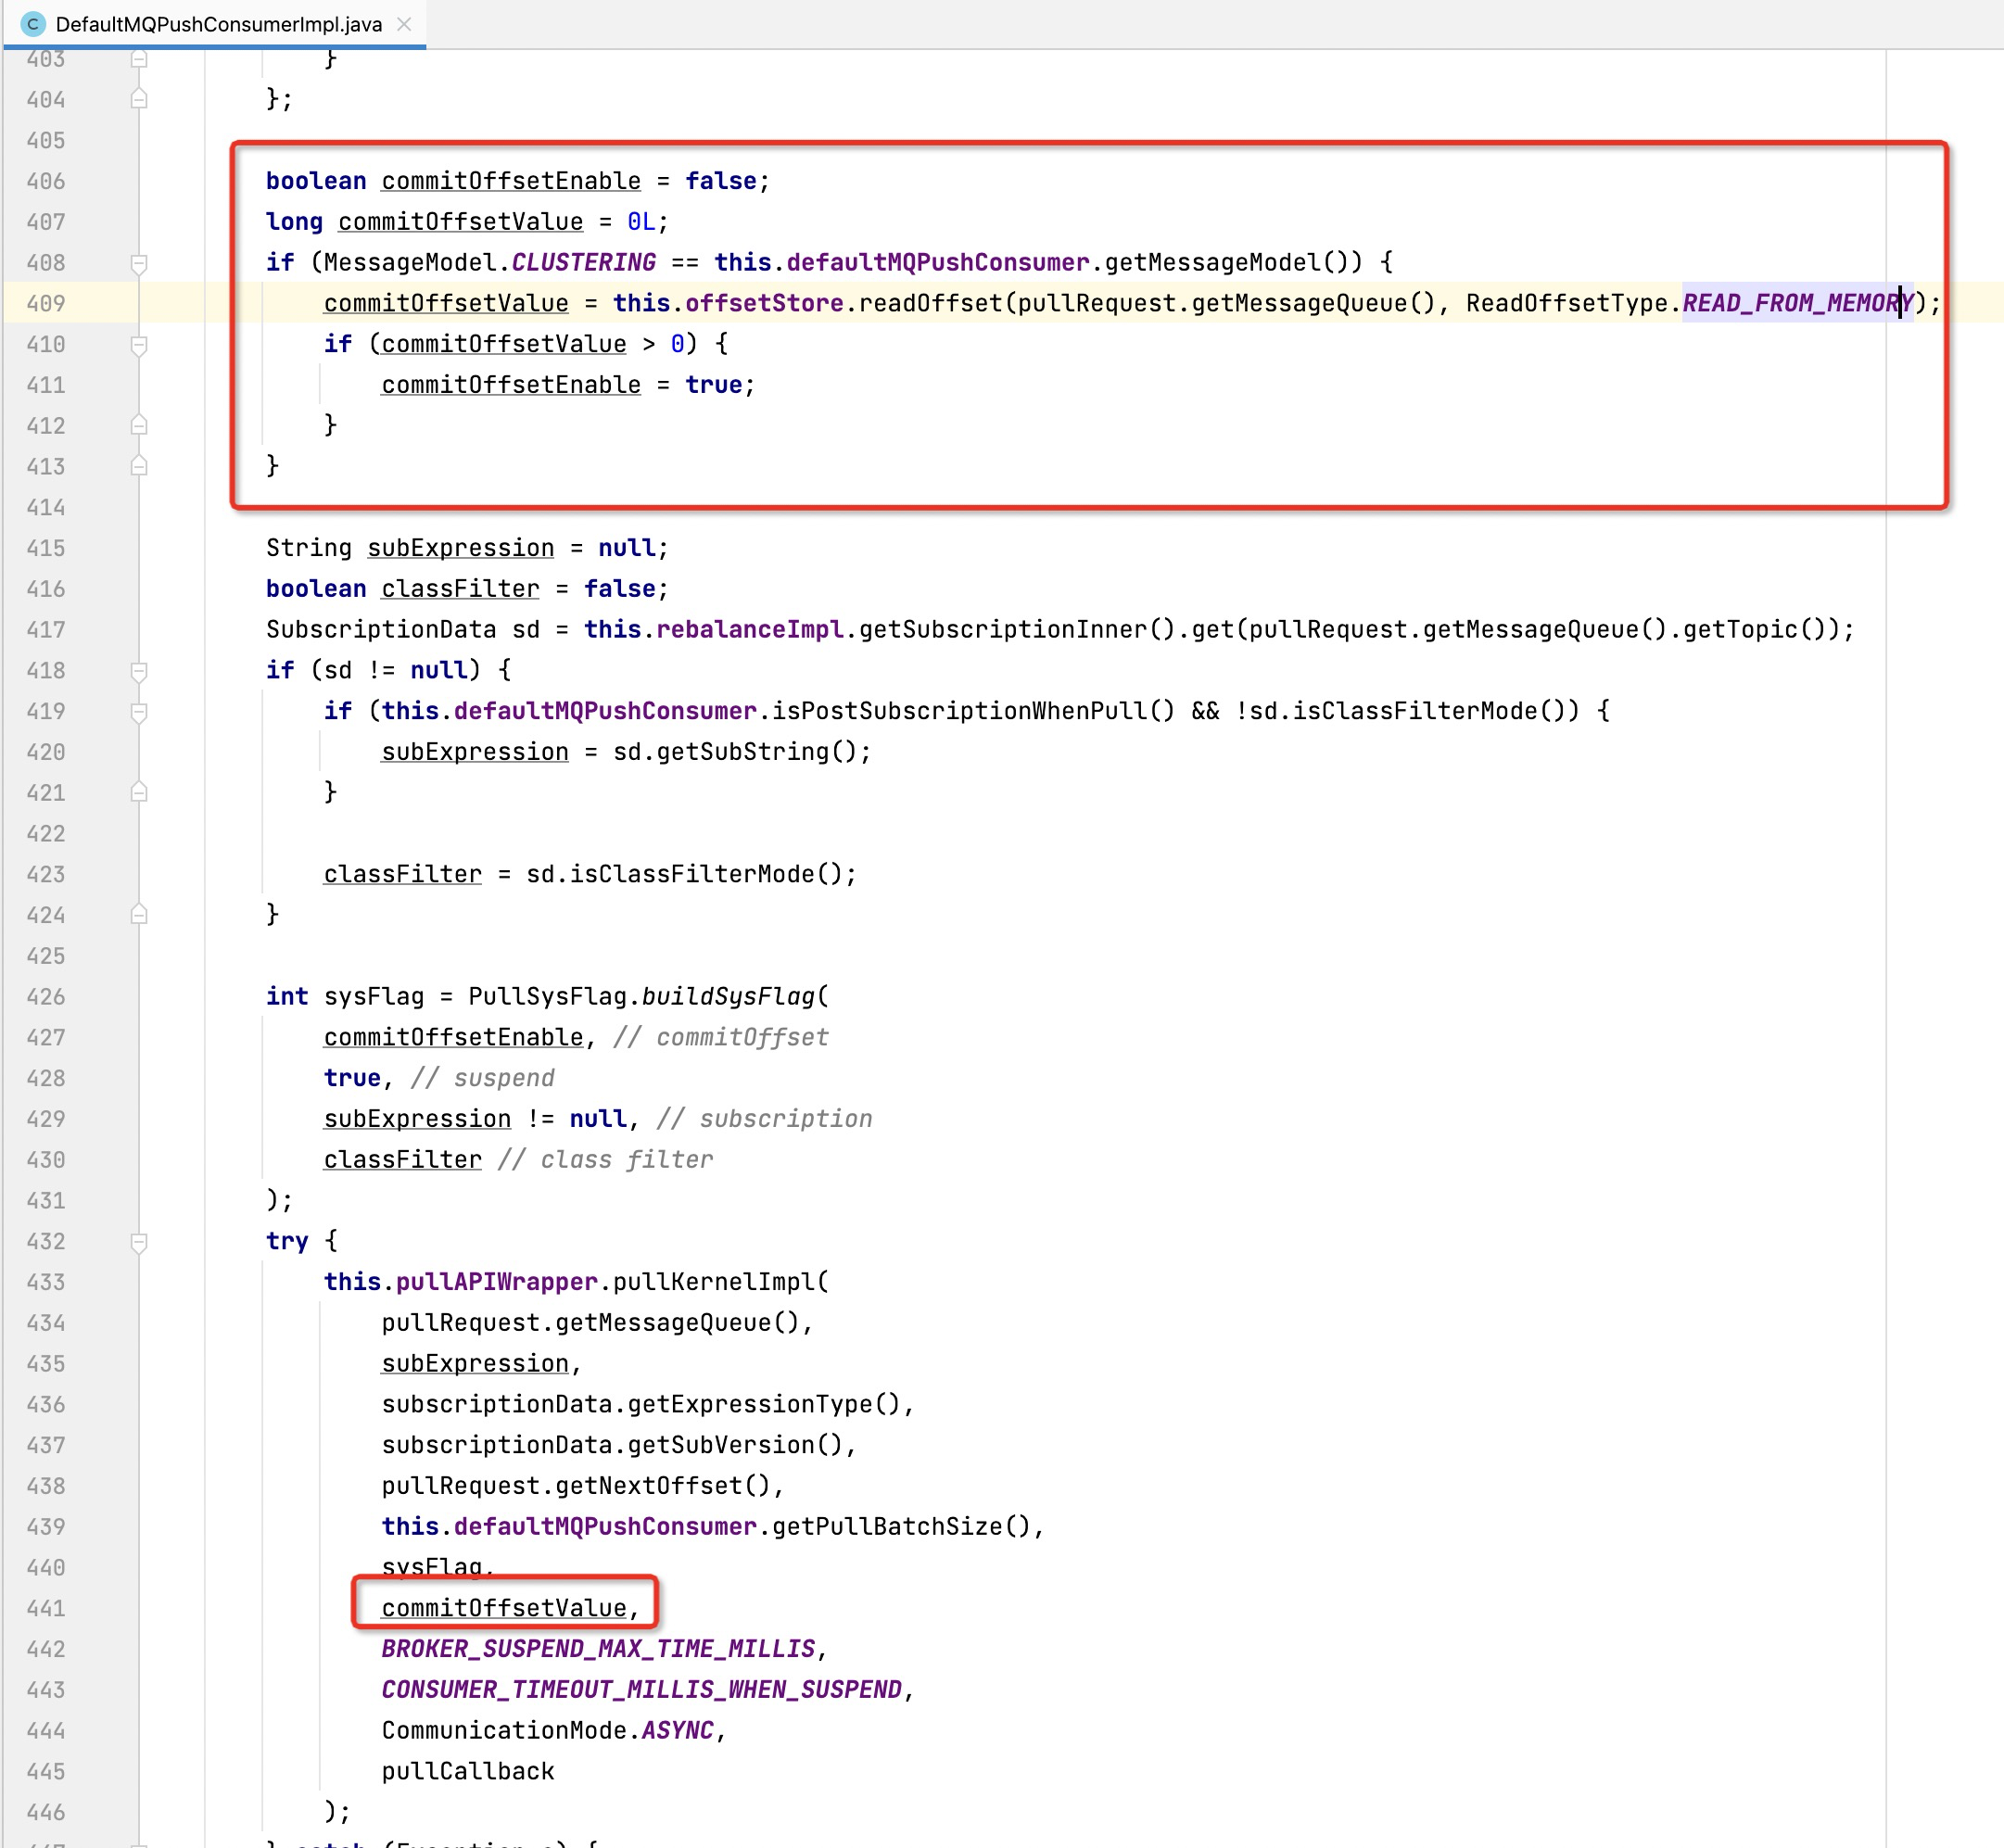 DefaultMQPushConsumerImpl.java
403 }
404 };
405
406 boolean commitOffsetEnable = false;
407 long commitOffsetValue = 0L;
408 if (MessageModel.CLUSTERING == this.defaultMQPushConsumer.getMessageModel()) {
409 commitOffsetValue = this.offsetStore.readOffset(pullRequest.getMessageQueue(), ReadOffsetType.READ_FROM_MEMORY);
410 if (commitOffsetValue > 0) {
411 commitOffsetEnable = true;
412 }
413 }
414
415 String subExpression = null;
416 boolean classFilter = false;
417 SubscriptionData sd = this.rebalanceImpl.getSubscriptionInner().get(pullRequest.getMessageQueue().getTopic());
418 if (sd != null) {
419 if (this.defaultMQPushConsumer.isPostSubscriptionWhenPull() && !sd.isClassFilterMode()) {
420 subExpression = sd.getSubString();
421 }
422
423 classFilter = sd.isClassFilterMode();
424 }
425
426 int sysFlag = PullSysFlag.buildSysFlag(
427 commitOffsetEnable, // commitOffset
428 true, // suspend
429 subExpression != null, // subscription
430 classFilter // class filter
431 );
432 try {
433 this.pullAPIWrapper.pullKernelImpl(
434 pullRequest.getMessageQueue(),
435 subExpression,
436 subscriptionData.getExpressionType(),
437 subscriptionData.getSubVersion(),
438 pullRequest.getNextOffset(),
439 this.defaultMQPushConsumer.getPullBatchSize(),
440 sysFlag,
441 commitOffsetValue,
442 BROKER_SUSPEND_MAX_TIME_MILLIS,
443 CONSUMER_TIMEOUT_MILLIS_WHEN_SUSPEND,
444 CommunicationMode.ASYNC,
445 pullCallback
446 );
447 } catch (Exception e) {